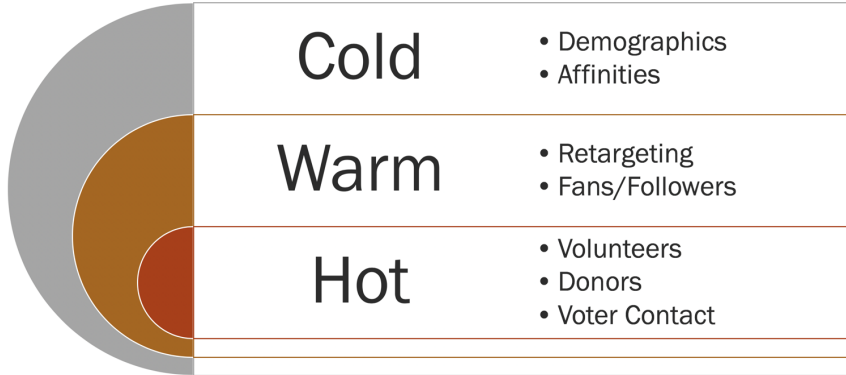 Cold
• Demographics
• Affinities
Warm
• Retargeting
• Fans/Followers
Hot
• Volunteers
• Donors
• Voter Contact